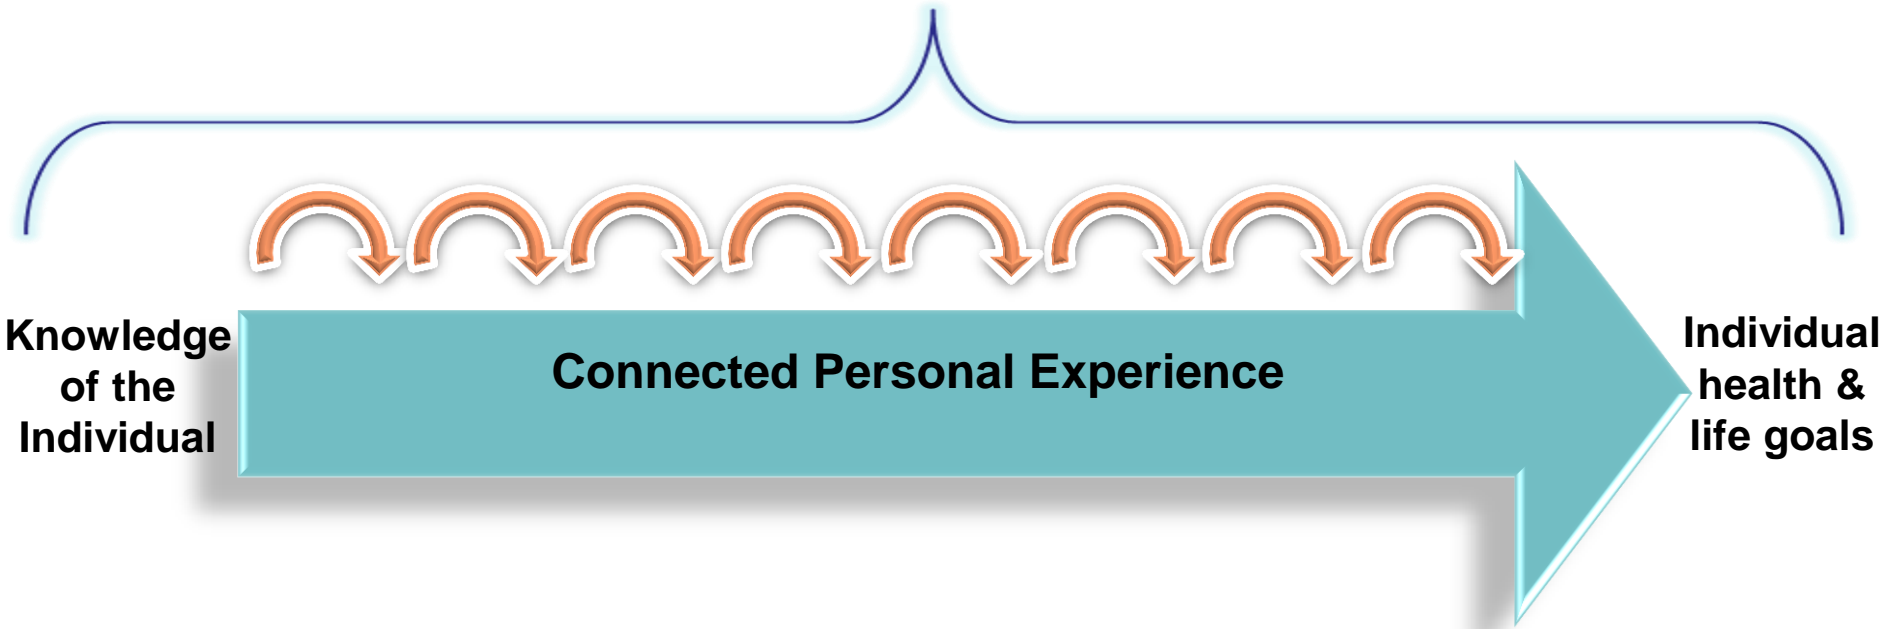 Knowledge
of the
Individual
Connected Personal Experience
Individual
health &
life goals